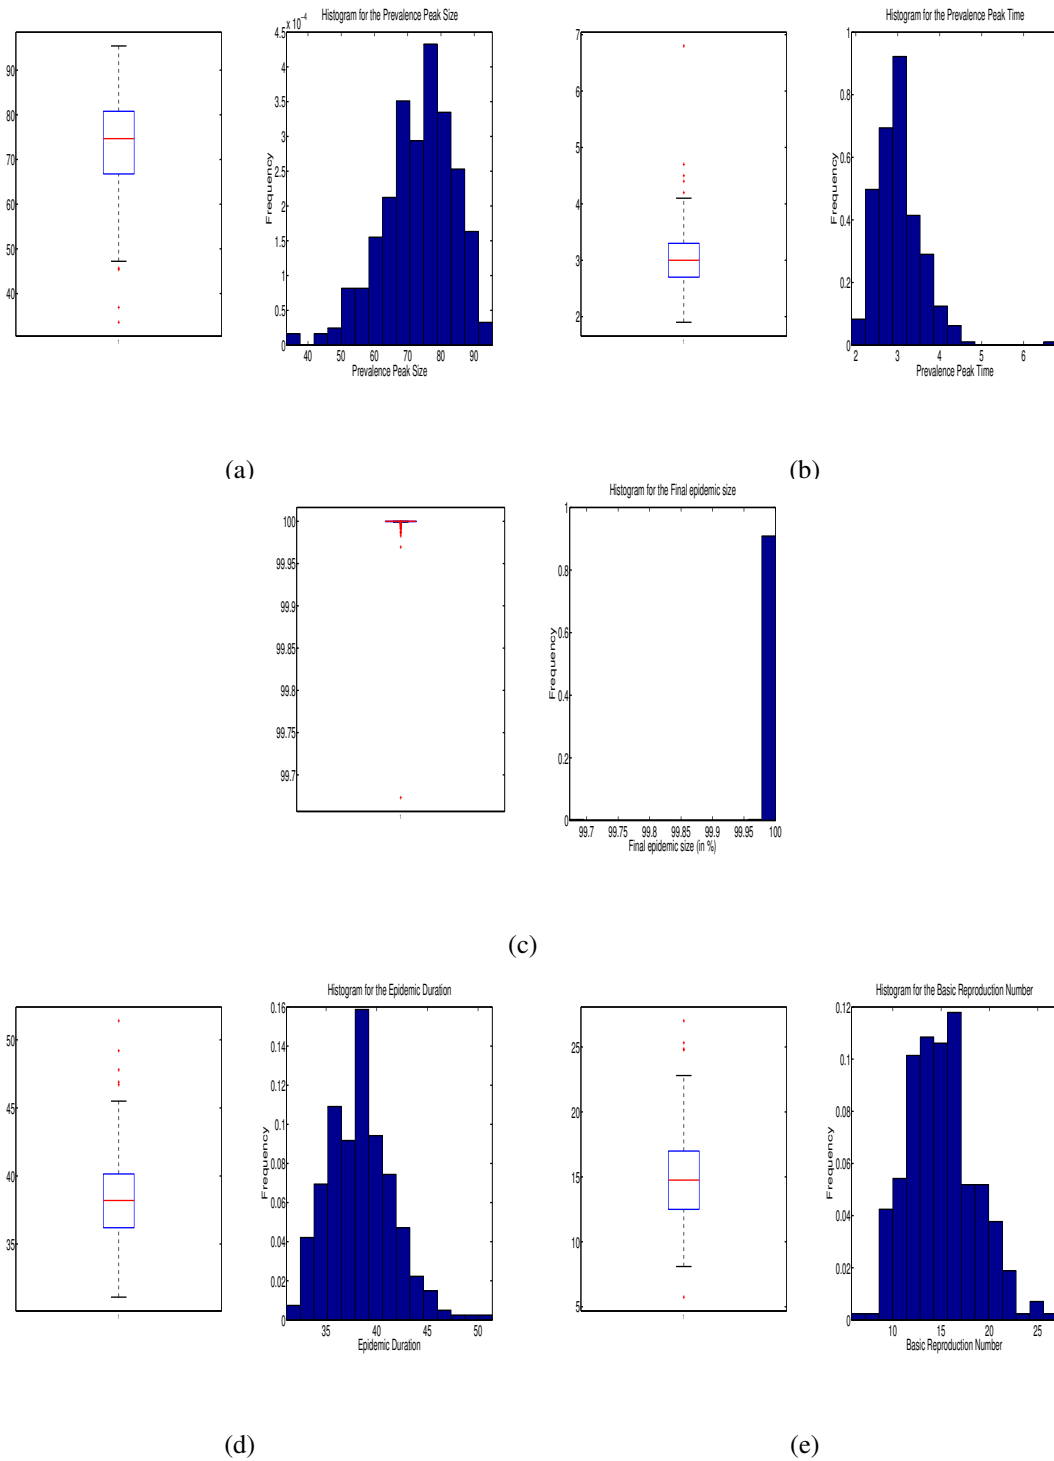 Histogram for the Prevalence Peak Size
x 10^-4
90
80
70
60
50
40
4.5
4
3.5
3
2.5
2
1.5
1
0.5
0
Frequency
40 50 60 70 80 90
Prevalence Peak Size
(a)
Histogram for the Prevalence Peak Time
7
6
5
4
3
2
1
0.8
0.6
0.4
0.2
0
Frequency
2 3 4 5 6
Prevalence Peak Time
(b)
Histogram for the Final epidemic size
100
99.95
99.9
99.85
99.8
99.75
99.7
1
0.8
0.6
0.4
0.2
0
Frequency
99.7 99.75 99.8 99.85 99.9 99.95 100
Final epidemic size (in %)
(c)
Histogram for the Epidemic Duration
50
45
40
35
0.16
0.14
0.12
0.1
0.08
0.06
0.04
0.02
0
Frequency
35 40 45 50
Epidemic Duration
(d)
Histogram for the Basic Reproduction Number
25
20
15
10
5
0.12
0.1
0.08
0.06
0.04
0.02
0
Frequency
10 15 20 25
Basic Reproduction Number
(e)